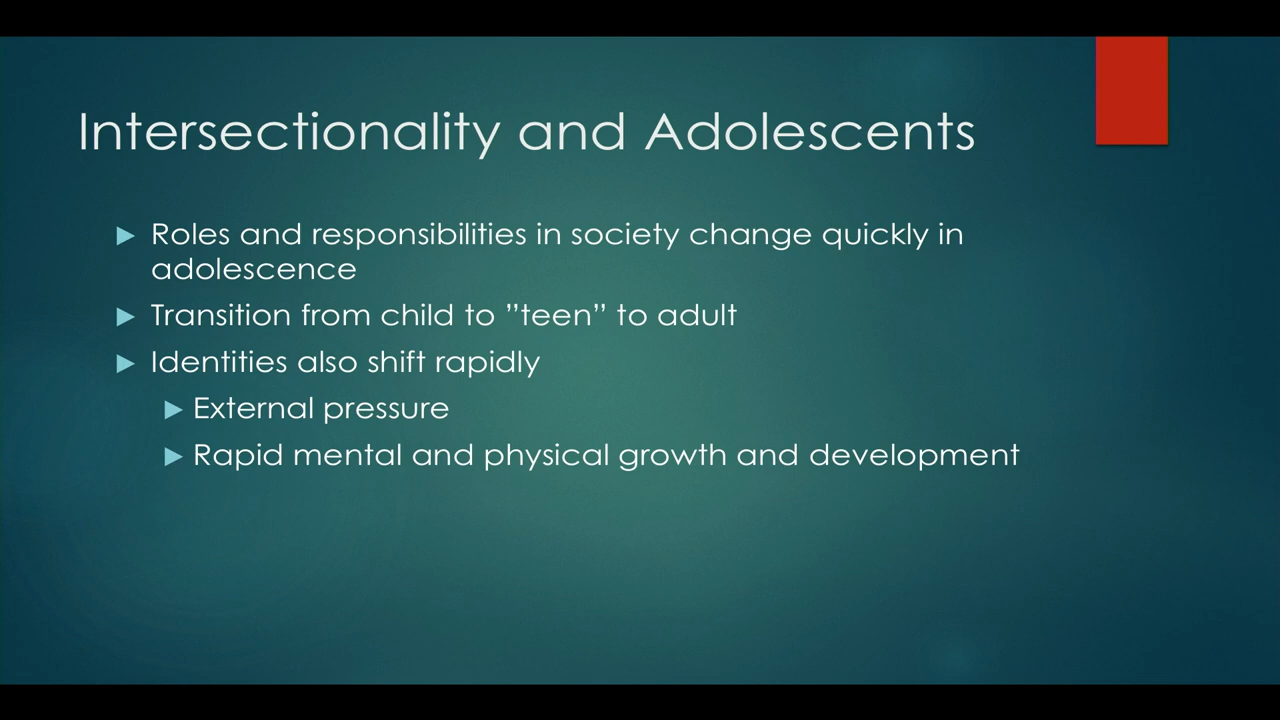 Intersectionality and Adolescents
Roles and responsibilities in society change quickly in
adolescence
Transition from child to ”teen” to adult
Identities also shift rapidly
External pressure
Rapid mental and physical growth and development